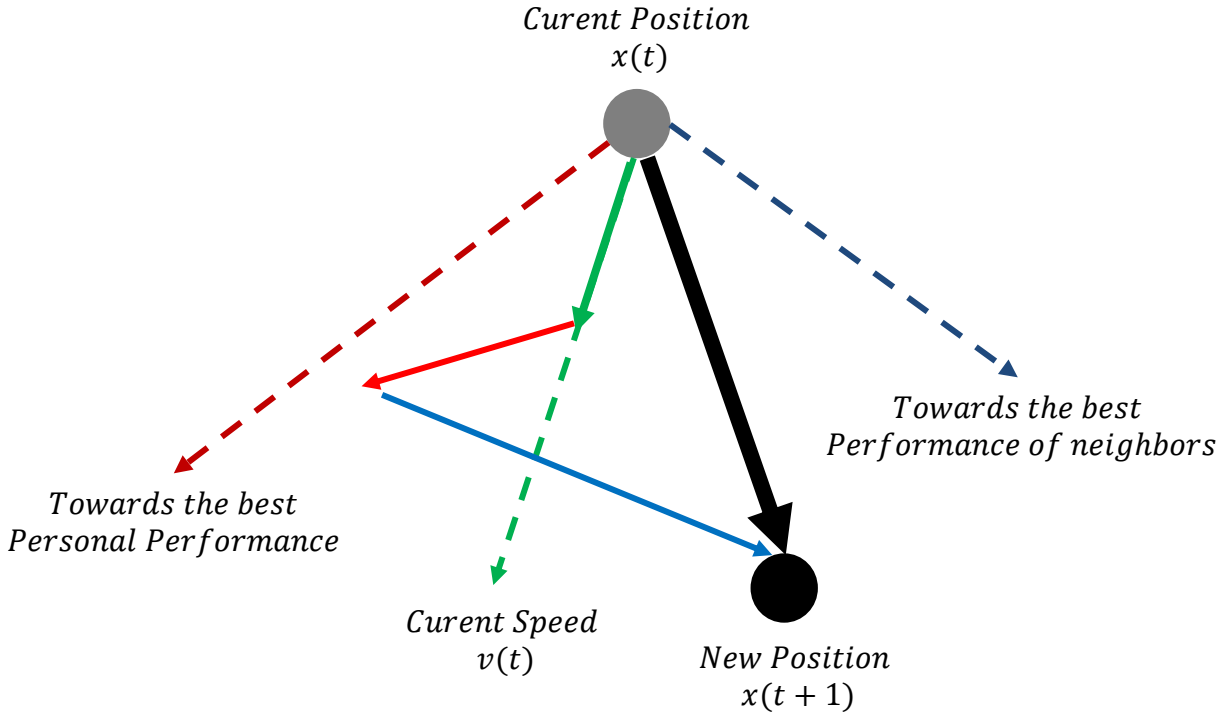 Curent Position
x(t)
Towards the best
Performance of neighbors
Towards the best
Personal Performance
Curent Speed
v(t)
New Position
x(t + 1)